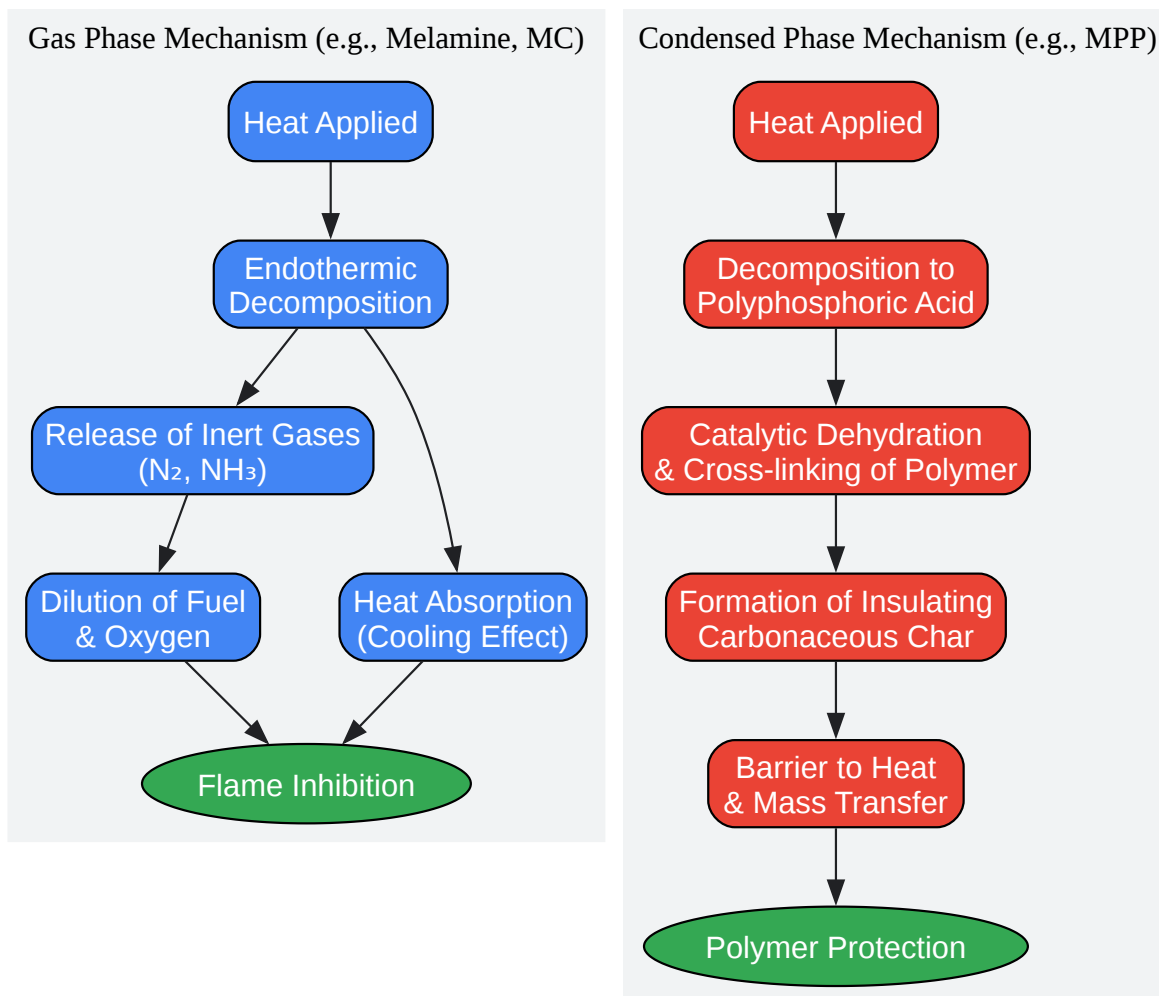 Gas Phase Mechanism (e.g., Melamine, MC)
Heat Applied
Endothermic
Decomposition
Release of Inert Gases
(N₂, NH₃)
Dilution of Fuel
& Oxygen
Heat Absorption
(Cooling Effect)
Flame Inhibition
Condensed Phase Mechanism (e.g., MPP)
Heat Applied
Decomposition to
Polyphosphoric Acid
Catalytic Dehydration
& Cross-linking of Polymer
Formation of Insulating
Carbonaceous Char
Barrier to Heat
& Mass Transfer
Polymer Protection